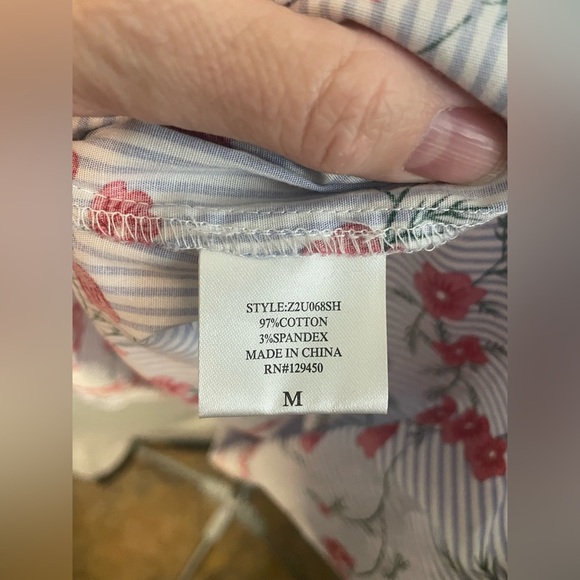 STYLE:Z2U068SH
97%COTTON
3%SPANDEX
MADE IN CHINA
RN#129450
M